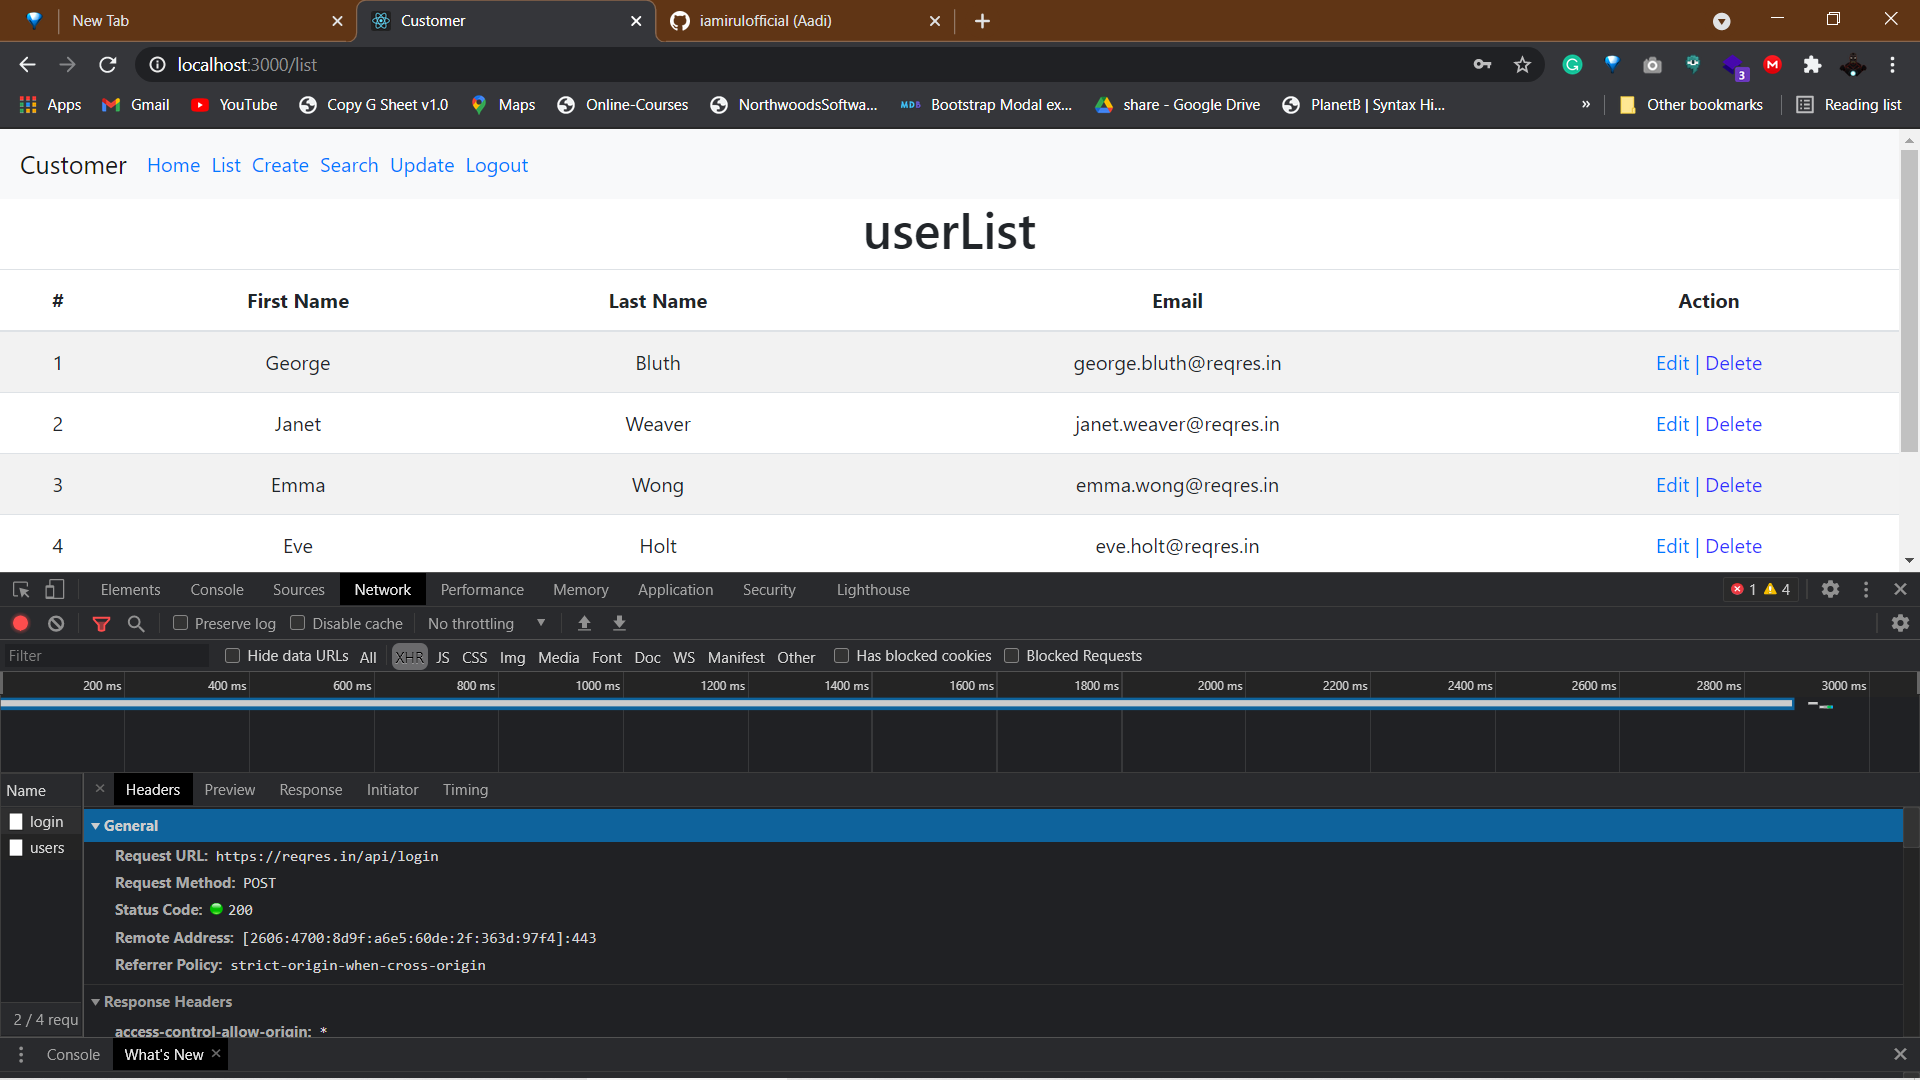 New Tab
Customer
iamirulofficial (Aadi)
localhost:3000/list
3
Apps
Gmail
YouTube
Copy G Sheet v1.0
Maps
Online-Courses
NorthwoodsSoftwa...
MDB
Bootstrap Modal ex...
share - Google Drive
PlanetB | Syntax Hi...
»
Other bookmarks
Reading list
Customer Home List Create Search Update Logout
userList
# First Name Last Name Email Action
1 George Bluth george.bluth@reqres.in Edit | Delete
2 Janet Weaver janet.weaver@reqres.in Edit | Delete
3 Emma Wong emma.wong@reqres.in Edit | Delete
4 Eve Holt eve.holt@reqres.in Edit | Delete
Elements Console Sources Network Performance Memory Application Security Lighthouse 1 4
Preserve log Disable cache No throttling
Filter Hide data URLs All XHR JS CSS Img Media Font Doc WS Manifest Other Has blocked cookies Blocked Requests
200 ms 400 ms 600 ms 800 ms 1000 ms 1200 ms 1400 ms 1600 ms 1800 ms 2000 ms 2200 ms 2400 ms 2600 ms 2800 ms 3000 ms
Name Headers Preview Response Initiator Timing
login
users
General
Request URL: https://reqres.in/api/login
Request Method: POST
Status Code: 200
Remote Address: [2606:4700:8d9f:a6e5:60de:2f:363d:97f4]:443
Referrer Policy: strict-origin-when-cross-origin
Response Headers
access-control-allow-origin: *
2 / 4 requ
Console What's New